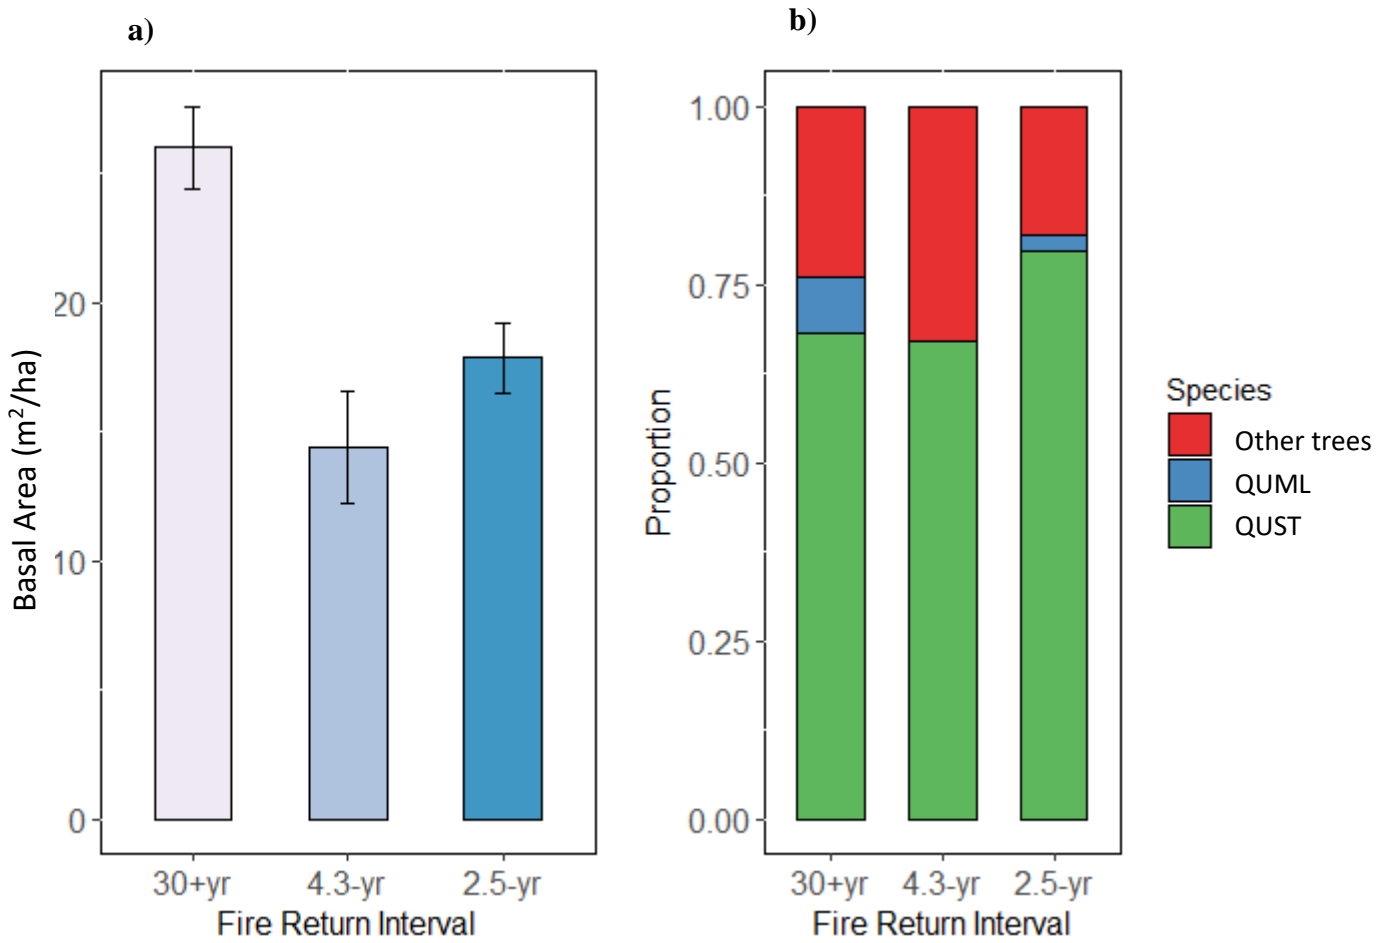 a)
Basal Area (m²/ha)
20
10
0
30+yr 4.3-yr 2.5-yr
Fire Return Interval
b)
Proportion
1.00
0.75
0.50
0.25
0.00
30+yr 4.3-yr 2.5-yr
Fire Return Interval
Species
Other trees
QUML
QUST